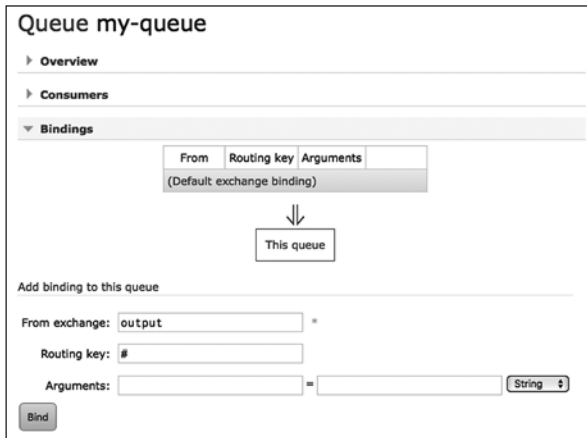 Queue my-queue
Overview
Consumers
Bindings
From Routing key Arguments
(Default exchange binding)
⇓
This queue
Add binding to this queue
From exchange: output *
Routing key: #
Arguments: = String
Bind